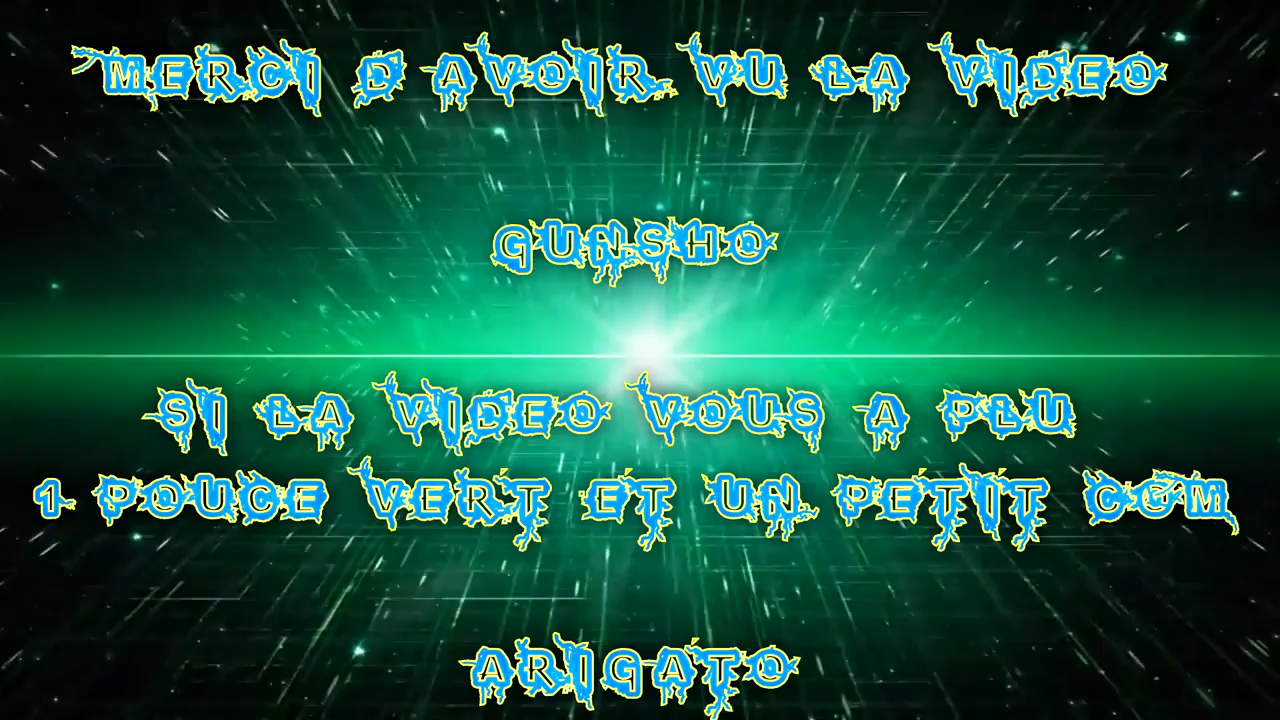 MERCI D AVOIR VU LA VIDEO
GUNSHO
SI LA VIDEO VOUS A PLU
1 POUCE VERT ET UN PETIT COM
ARIGATO